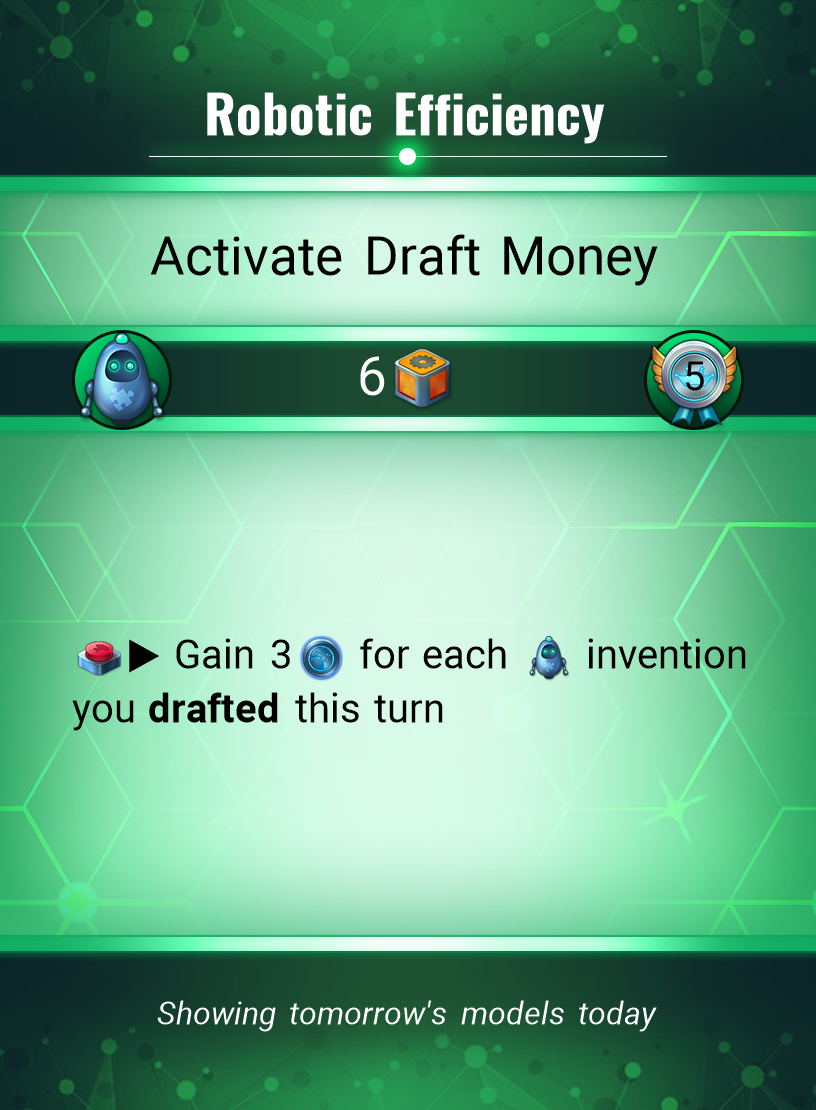 Robotic Efficiency
Activate Draft Money
6
5
Gain 3 for each invention
you drafted this turn
Showing tomorrow's models today